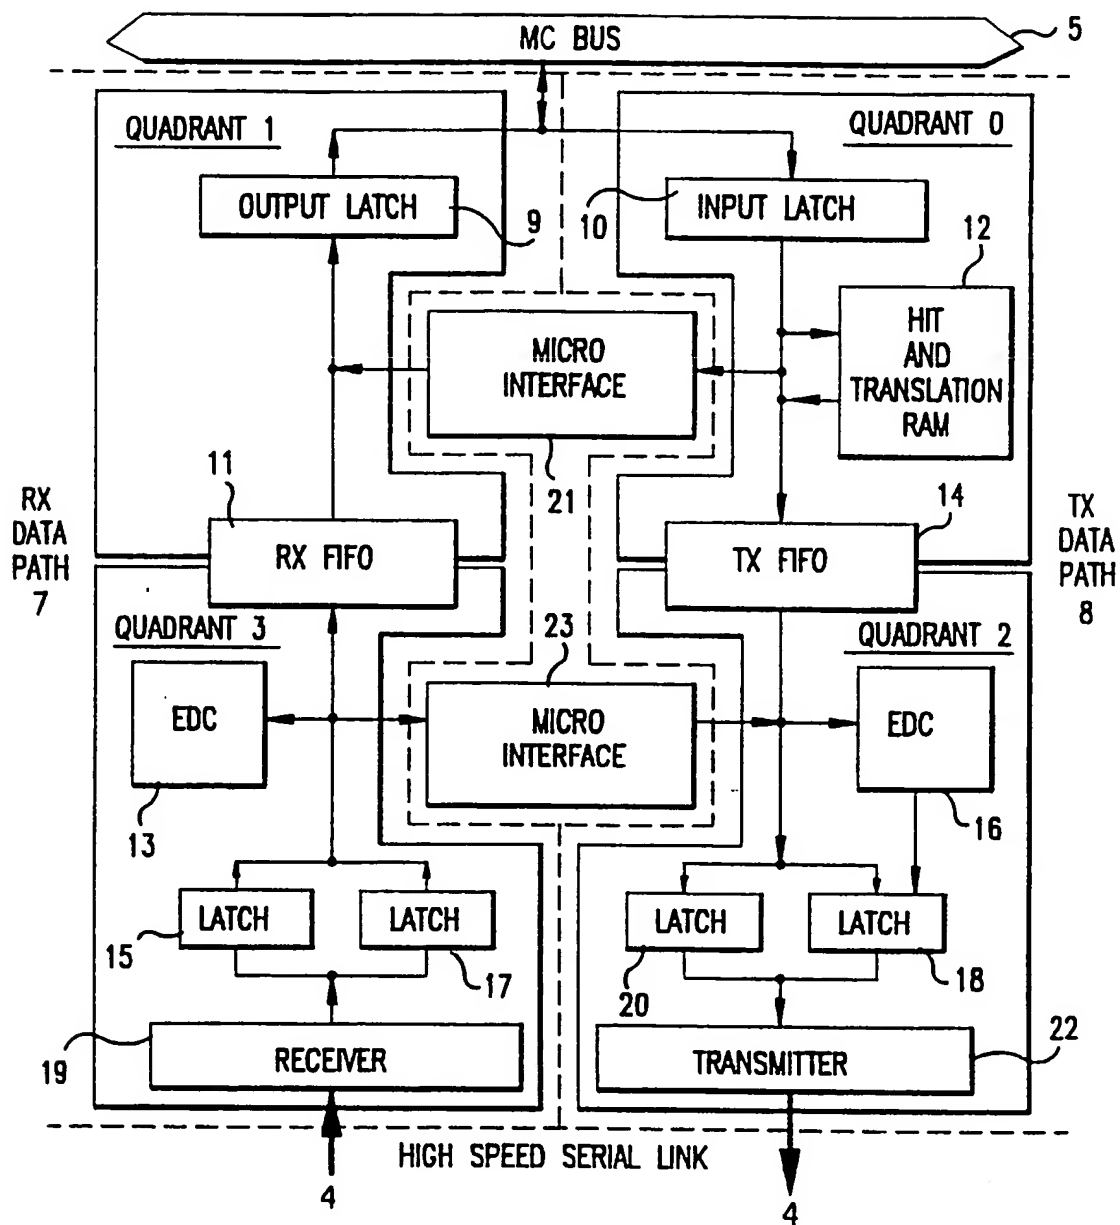 MC BUS
5
QUADRANT 1
QUADRANT 0
OUTPUT LATCH
9
10
INPUT LATCH
12
HIT
AND
TRANSLATION
RAM
MICRO
INTERFACE
21
RX
DATA
PATH
7
11
RX FIFO
TX FIFO
14
TX
DATA
PATH
8
QUADRANT 3
23
QUADRANT 2
EDC
13
MICRO
INTERFACE
EDC
16
LATCH
15
LATCH
17
LATCH
20
LATCH
18
19
RECEIVER
TRANSMITTER
22
HIGH SPEED SERIAL LINK
4
4